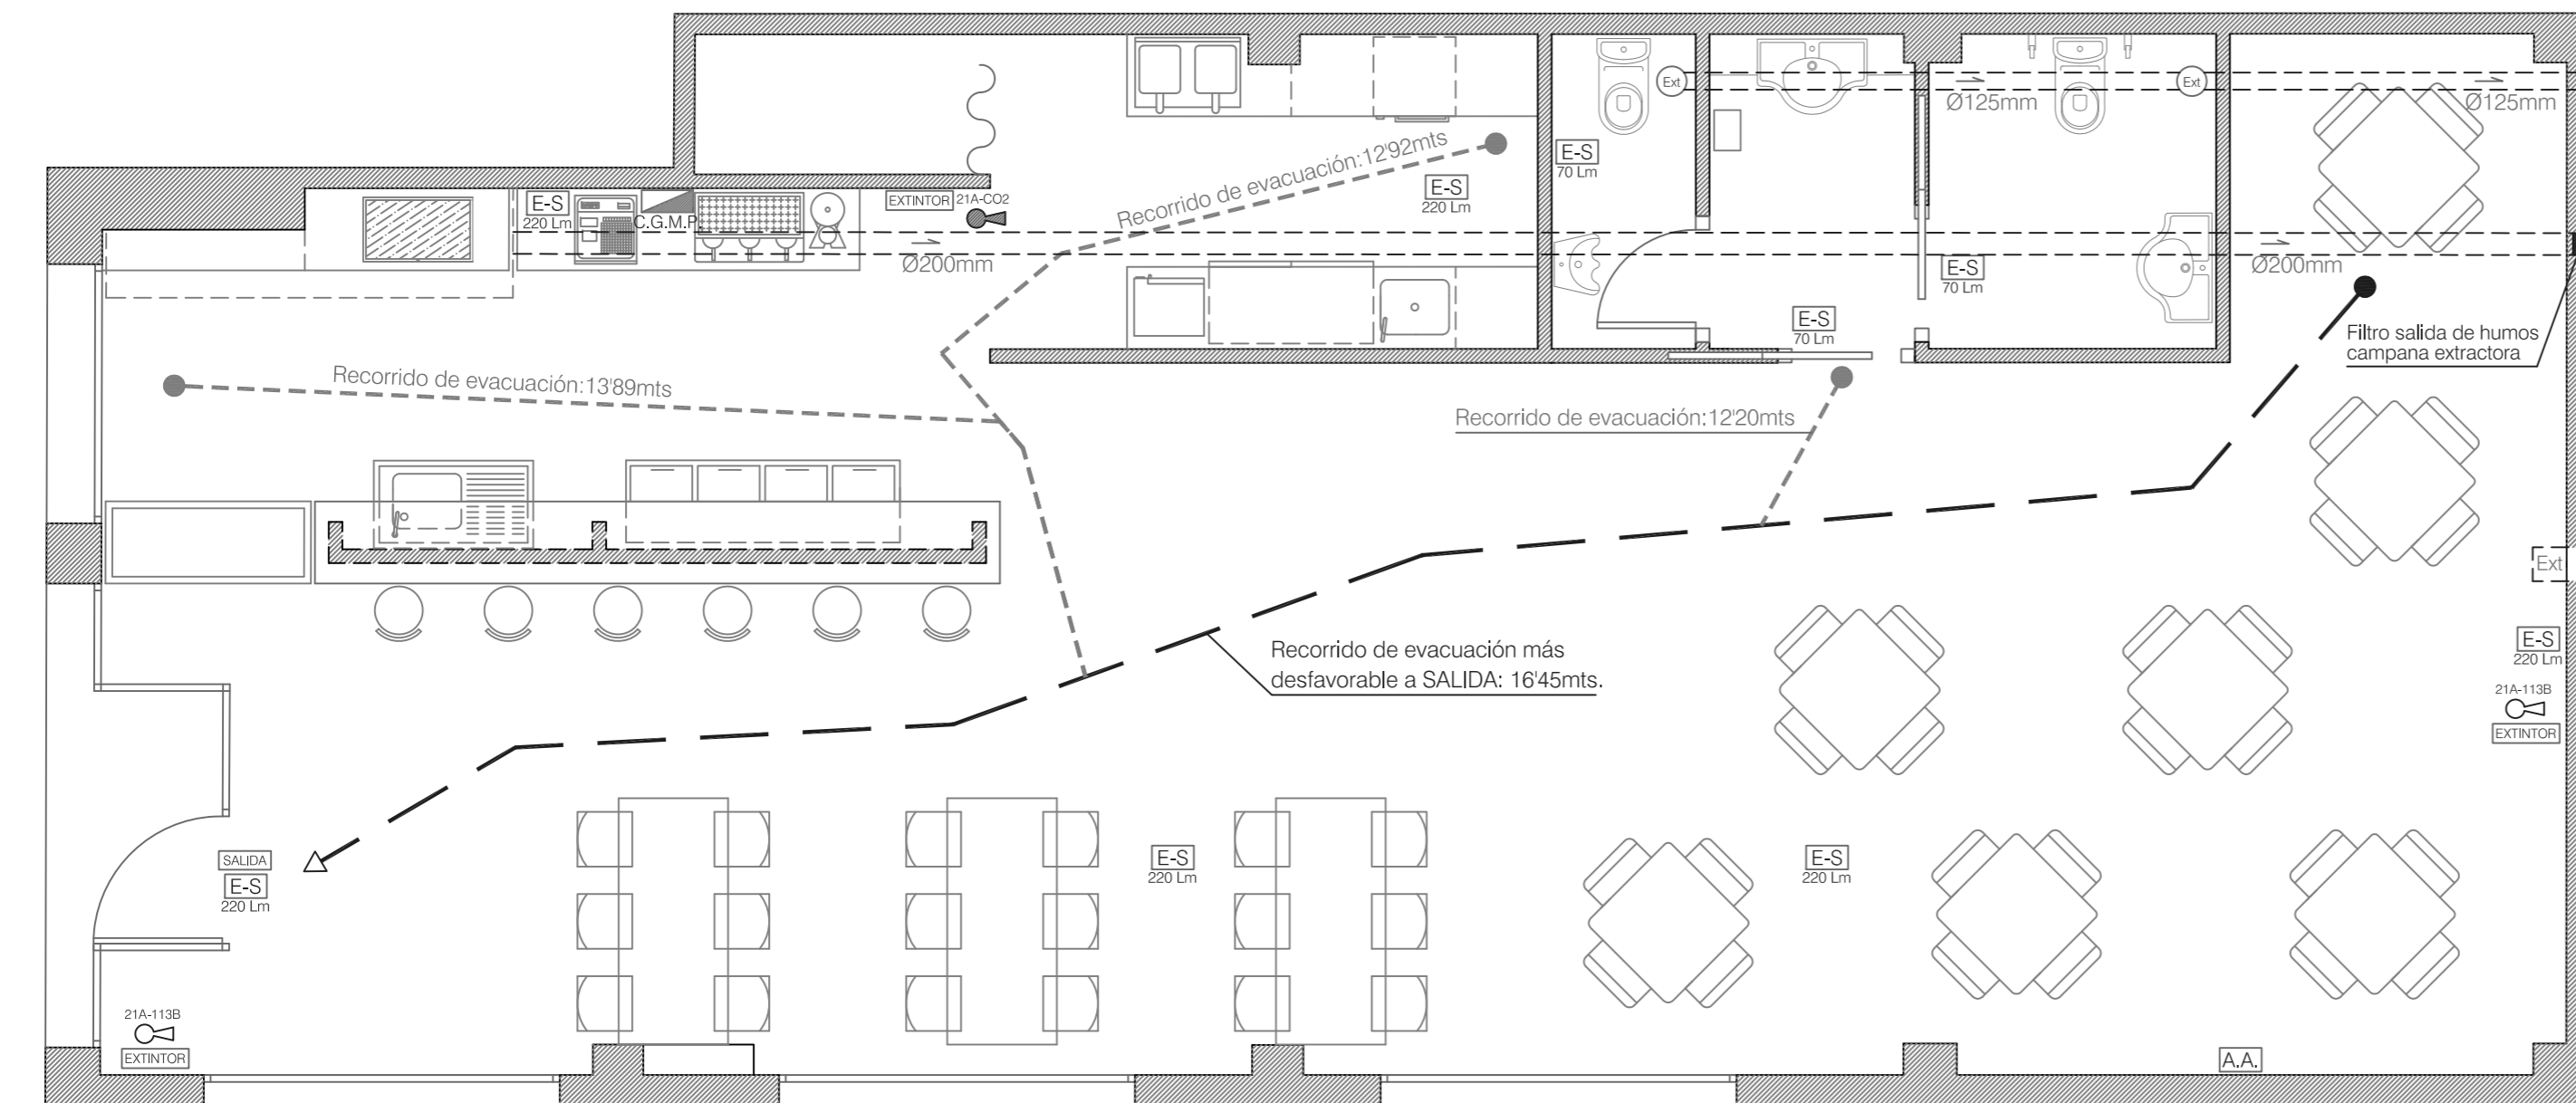 Ext
Ext
Ø125mm
Ø125mm
Recorrido de evacuación:12'92mts
E-S
70 Lm
E-S
220 Lm
EXTINTOR
21A-CO2
E-S
220 Lm
C.G.M.P.
Ø200mm
Ø200mm
E-S
70 Lm
E-S
70 Lm
Filtro salida de humos
campana extractora
Recorrido de evacuación:13'89mts
Recorrido de evacuación:12'20mts
Ext
Recorrido de evacuación más
desfavorable a SALIDA: 16'45mts.
E-S
220 Lm
21A-113B
EXTINTOR
SALIDA
E-S
220 Lm
E-S
220 Lm
E-S
220 Lm
21A-113B
EXTINTOR
A.A.